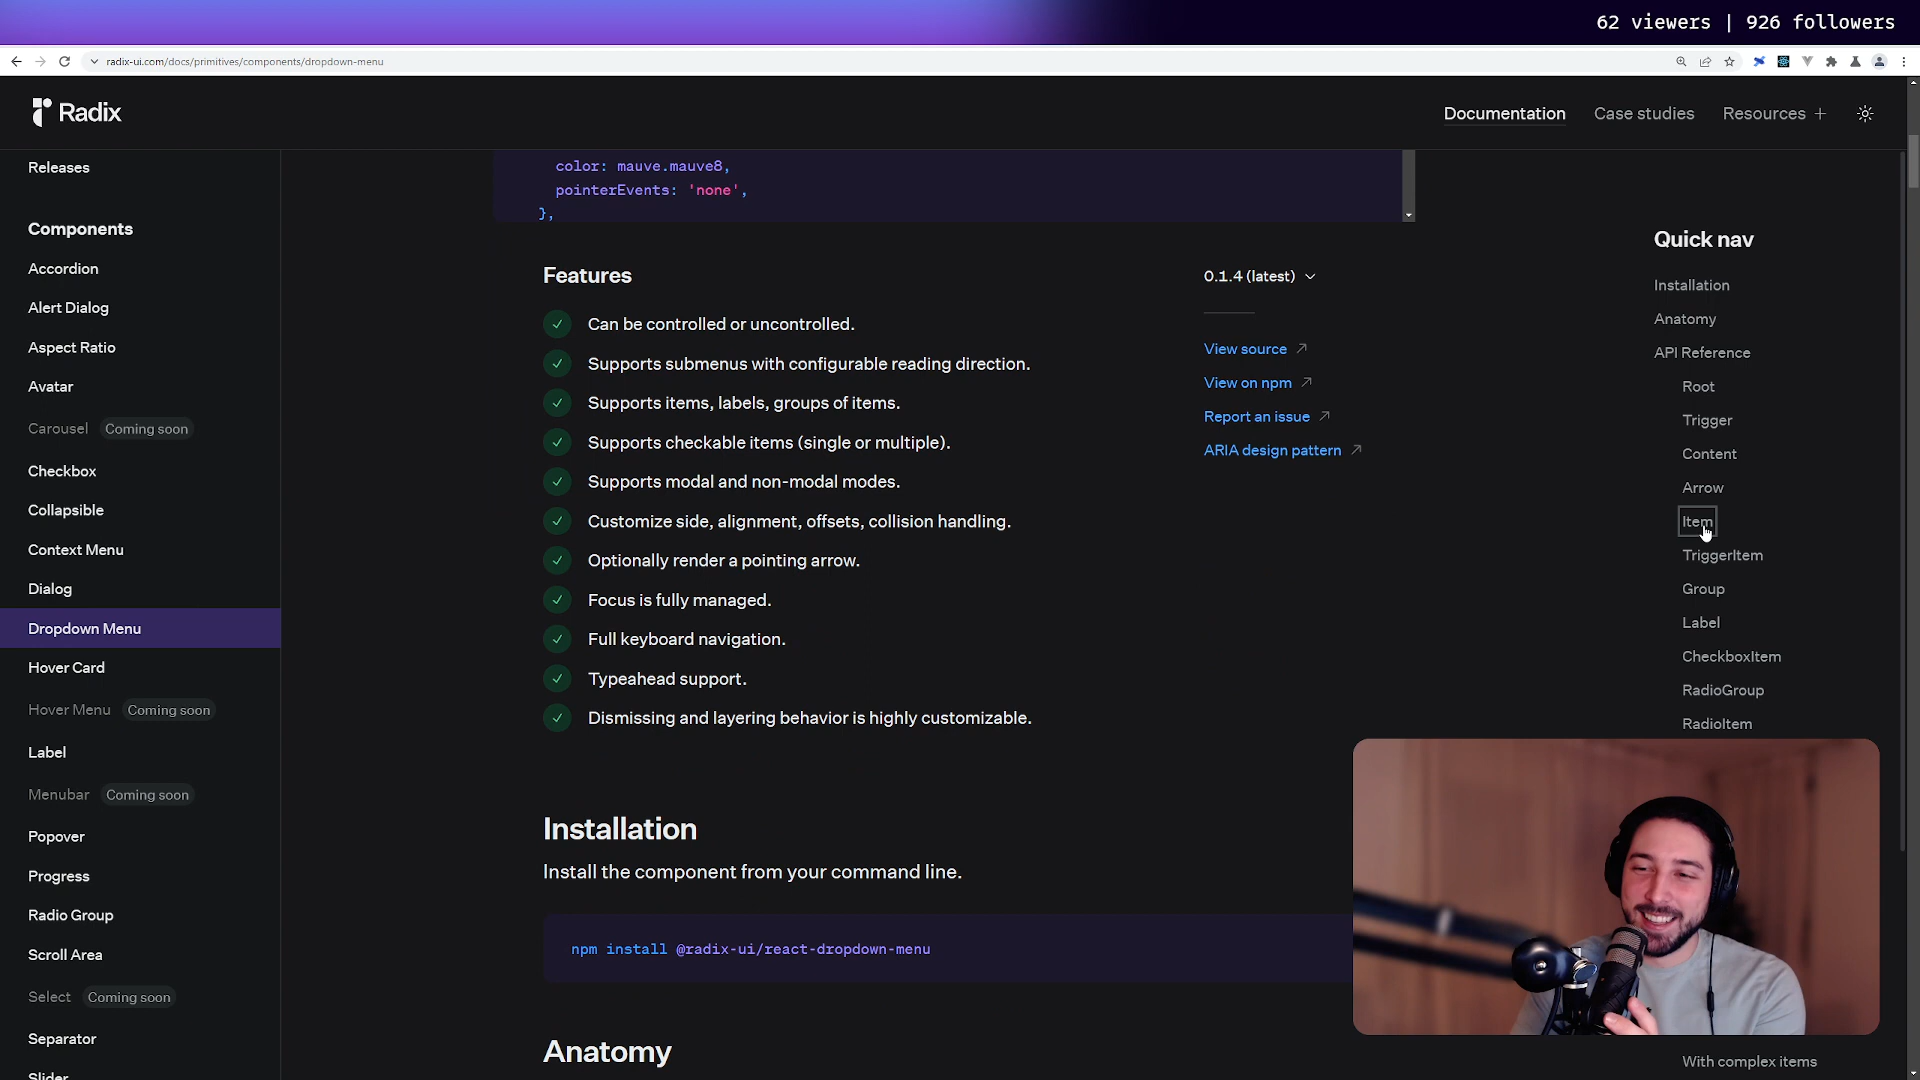 62 viewers | 926 followers
radix-ui.com/docs/primitives/components/dropdown-menu
Radix
Documentation
Case studies
Resources +
Releases
Components
Accordion
Alert Dialog
Aspect Ratio
Avatar
Carousel Coming soon
Checkbox
Collapsible
Context Menu
Dialog
Dropdown Menu
Hover Card
Hover Menu Coming soon
Label
Menubar Coming soon
Popover
Progress
Radio Group
Scroll Area
Select Coming soon
Separator
Slider
color: mauve.mauve8,
pointerEvents: 'none',
},
Features
Can be controlled or uncontrolled.
Supports submenus with configurable reading direction.
Supports items, labels, groups of items.
Supports checkable items (single or multiple).
Supports modal and non-modal modes.
Customize side, alignment, offsets, collision handling.
Optionally render a pointing arrow.
Focus is fully managed.
Full keyboard navigation.
Typeahead support.
Dismissing and layering behavior is highly customizable.
0.1.4 (latest)
View source
View on npm
Report an issue
ARIA design pattern
Installation
Install the component from your command line.
npm install @radix-ui/react-dropdown-menu
Anatomy
Quick nav
Installation
Anatomy
API Reference
Root
Trigger
Content
Arrow
Item
TriggerItem
Group
Label
CheckboxItem
RadioGroup
RadioItem
With complex items